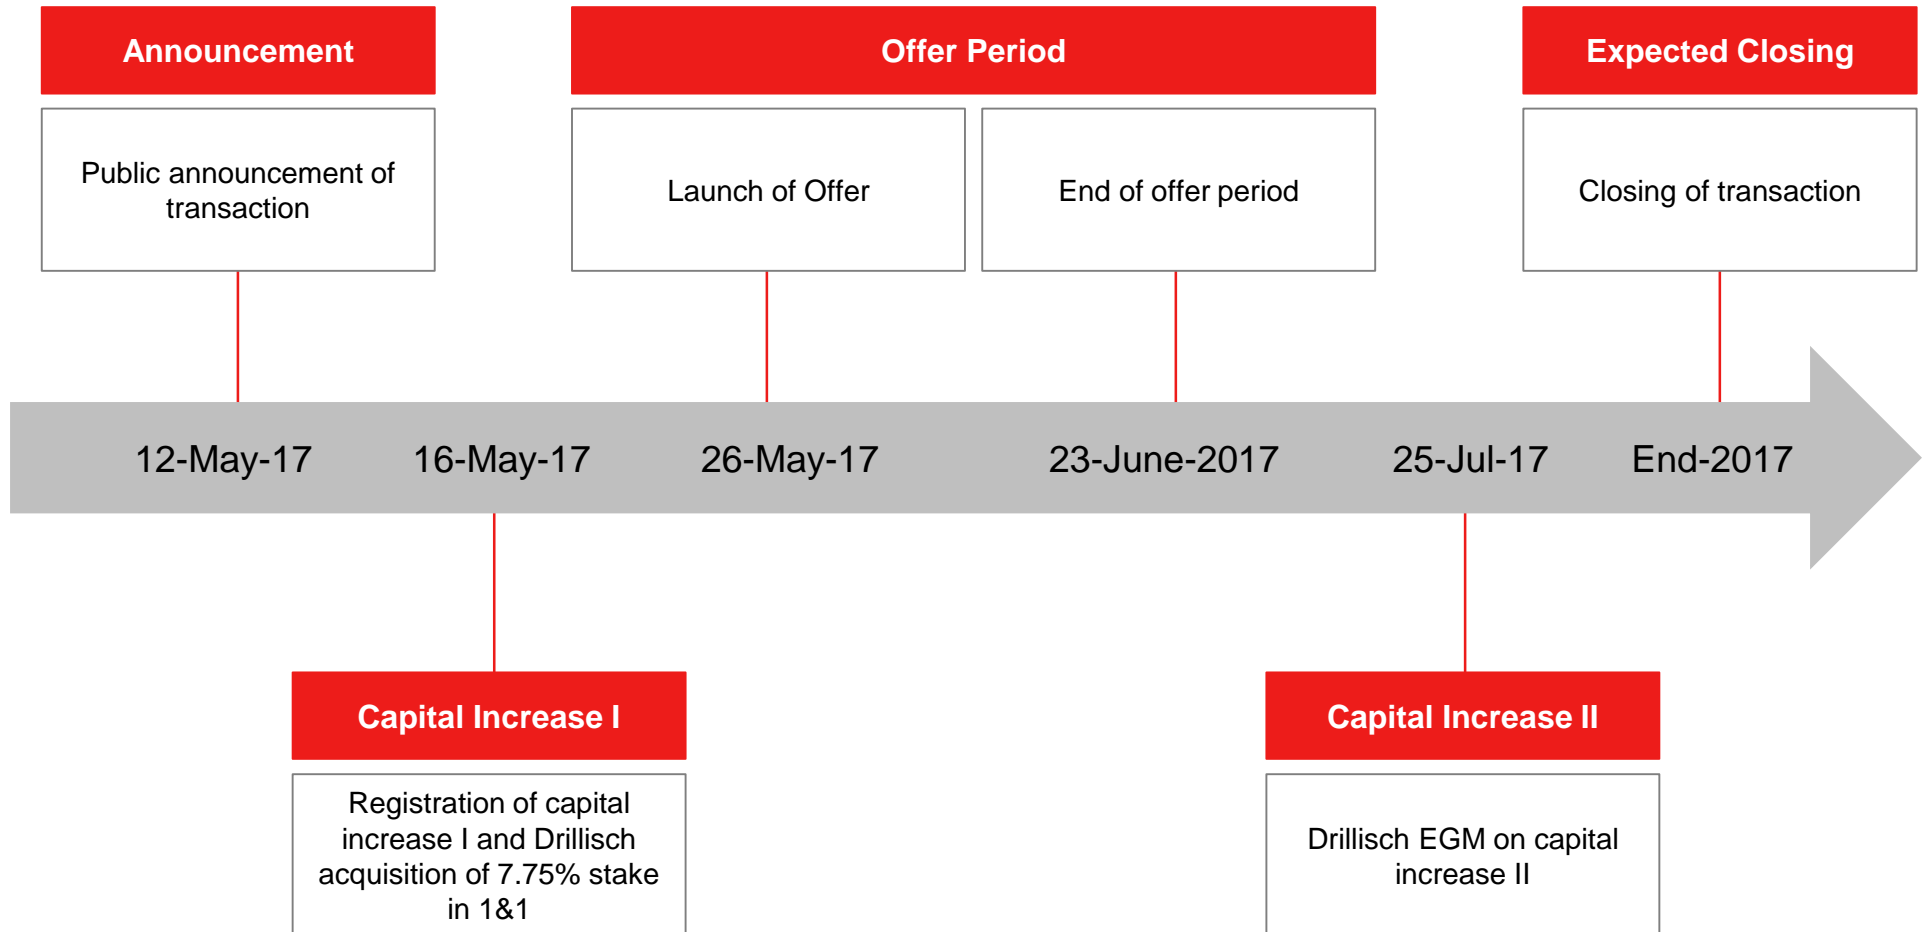 Announcement
Offer Period
Expected Closing
Public announcement of
transaction
Launch of Offer
End of offer period
Closing of transaction
12-May-17
16-May-17
26-May-17
23-June-2017
25-Jul-17
End-2017
Capital Increase I
Capital Increase II
Registration of capital
increase I and Drillisch
acquisition of 7.75% stake
in 1&1
Drillisch EGM on capital
increase II